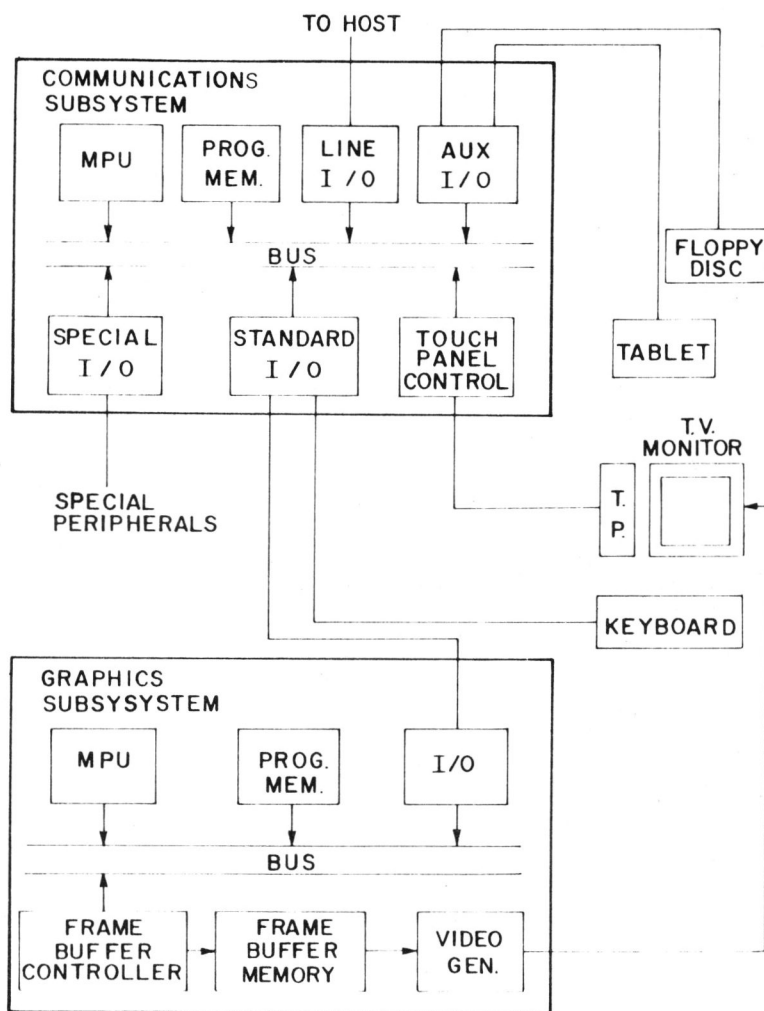 TO HOST
COMMUNICATIONS
SUBSYSTEM
MPU
PROG.
MEM.
LINE
I/O
AUX
I/O
BUS
FLOPPY
DISC
SPECIAL
I/O
STANDARD
I/O
TOUCH
PANEL
CONTROL
TABLET
T.V.
MONITOR
T.
P.
SPECIAL
PERIPHERALS
KEYBOARD
GRAPHICS
SUBSYSYSTEM
MPU
PROG.
MEM.
I/O
BUS
FRAME
BUFFER
CONTROLLER
FRAME
BUFFER
MEMORY
VIDEO
GEN.